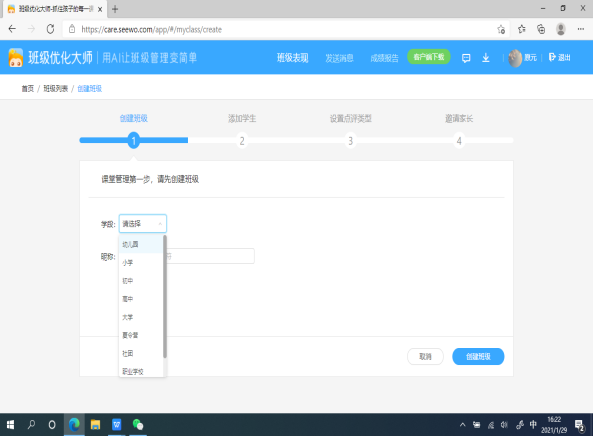 班级优化大师-抓住孩子的每一步
https://care.seewo.com/app/#/myclass/create
班级优化大师 用AI让班级管理变简单
班级表现 发送消息 成绩报告 客户端下载
退出
首页 / 班级列表 / 创建班级
创建班级 添加学生 设置点评类型 邀请家长
1 2 3 4
课堂管理第一步，请先创建班级
学段： 请选择
幼儿园
昵称：
小学
初中
高中
大学
夏令营
社团
职业学校
取消 创建班级
中 16:22
2021/1/29 2